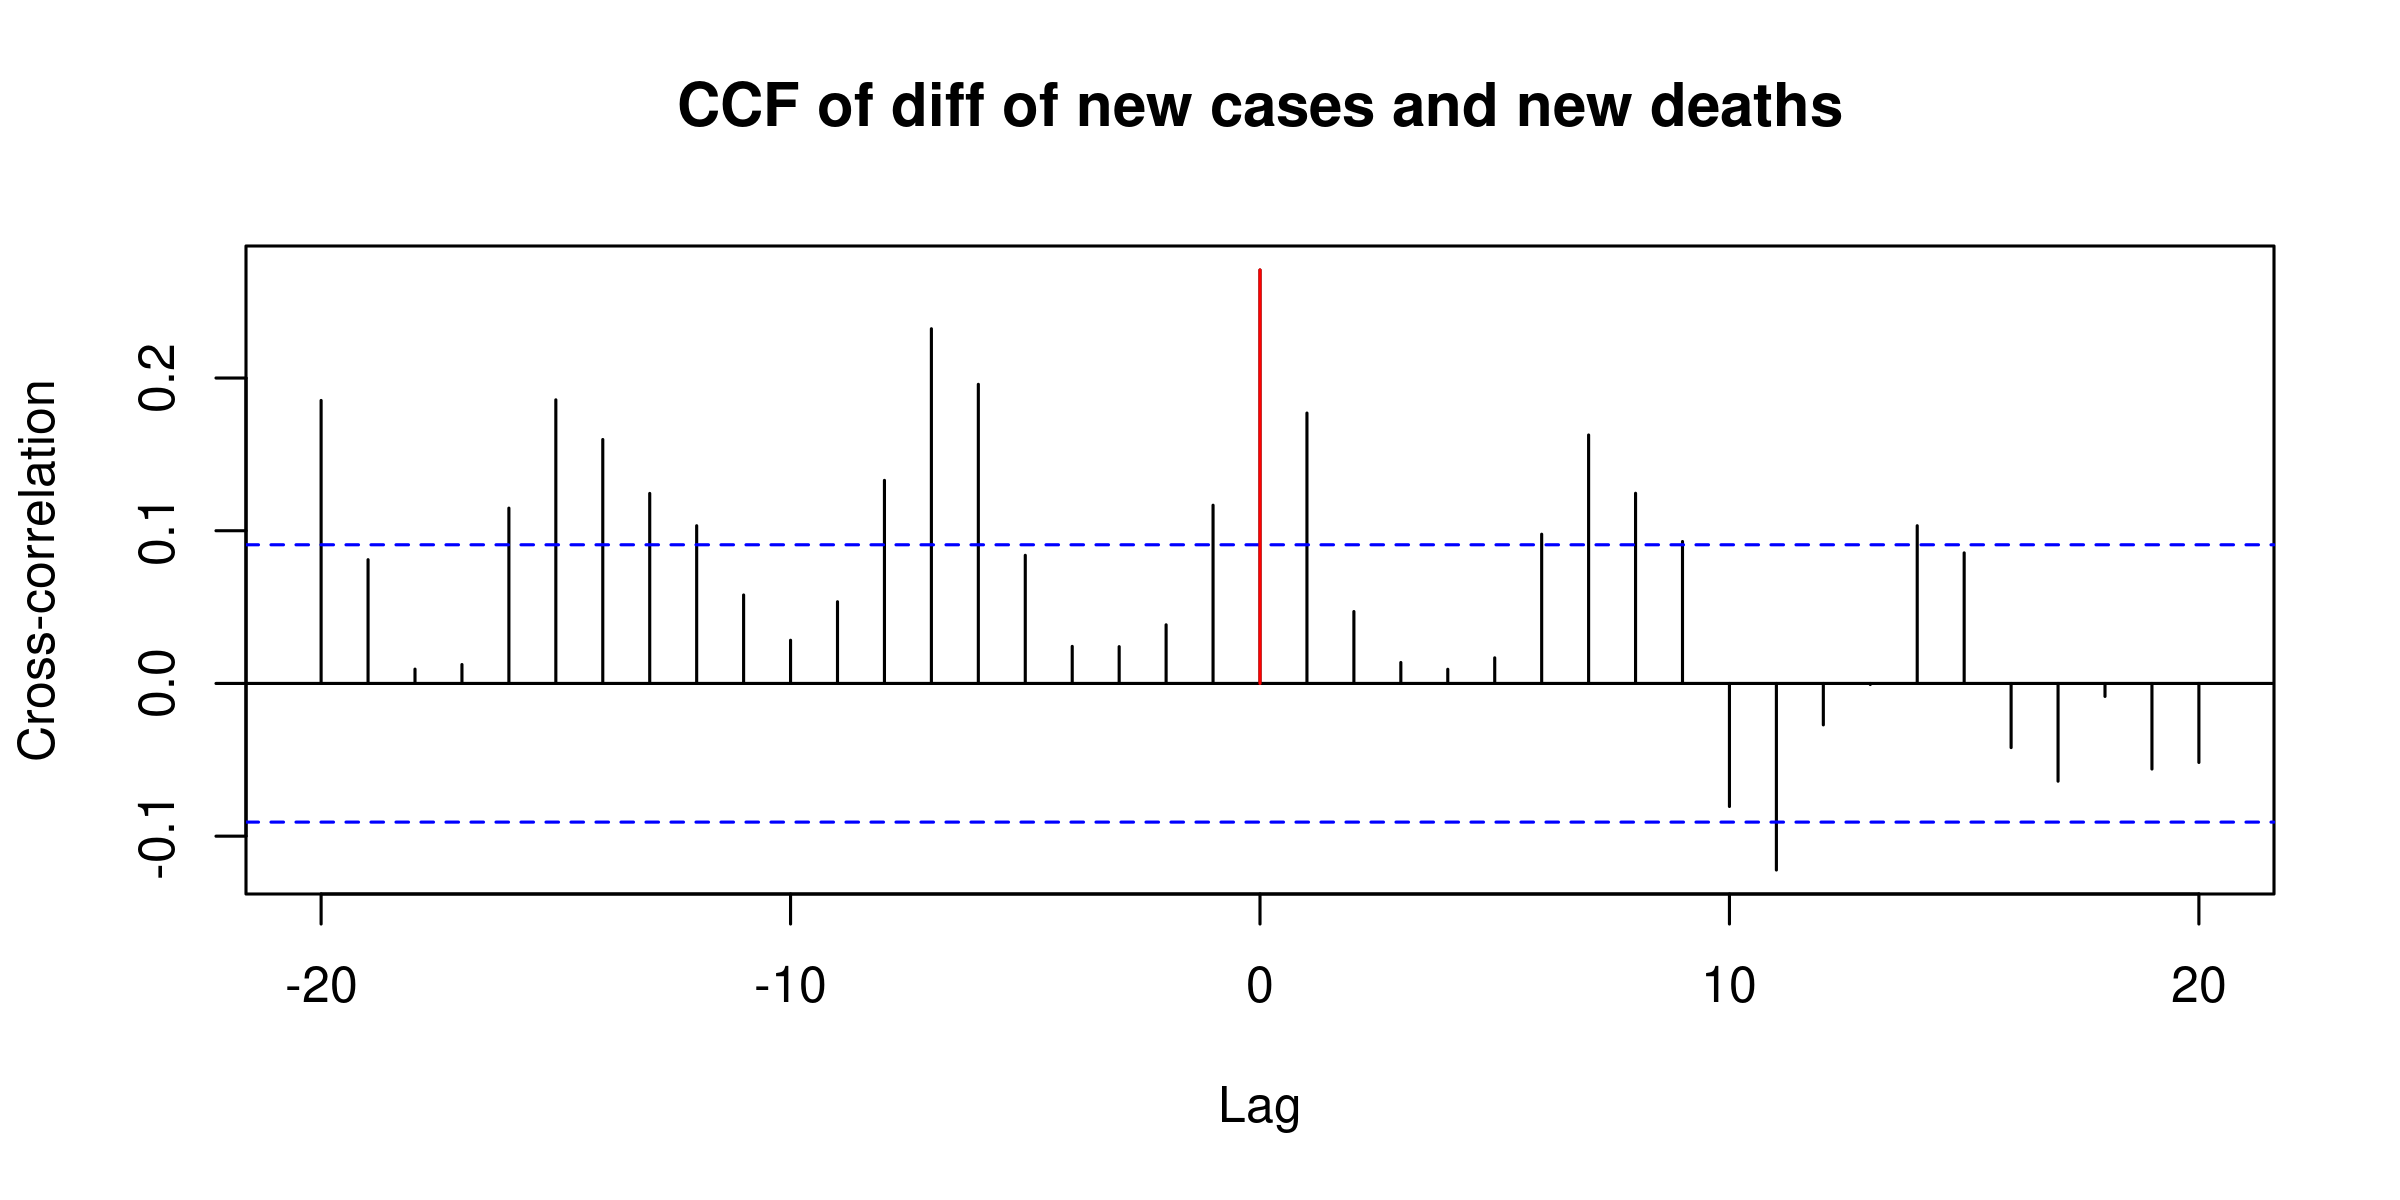 CCF of diff of new cases and new deaths
Cross-correlation
0.2
0.1
0.0
-0.1
-20 -10 0 10 20
Lag